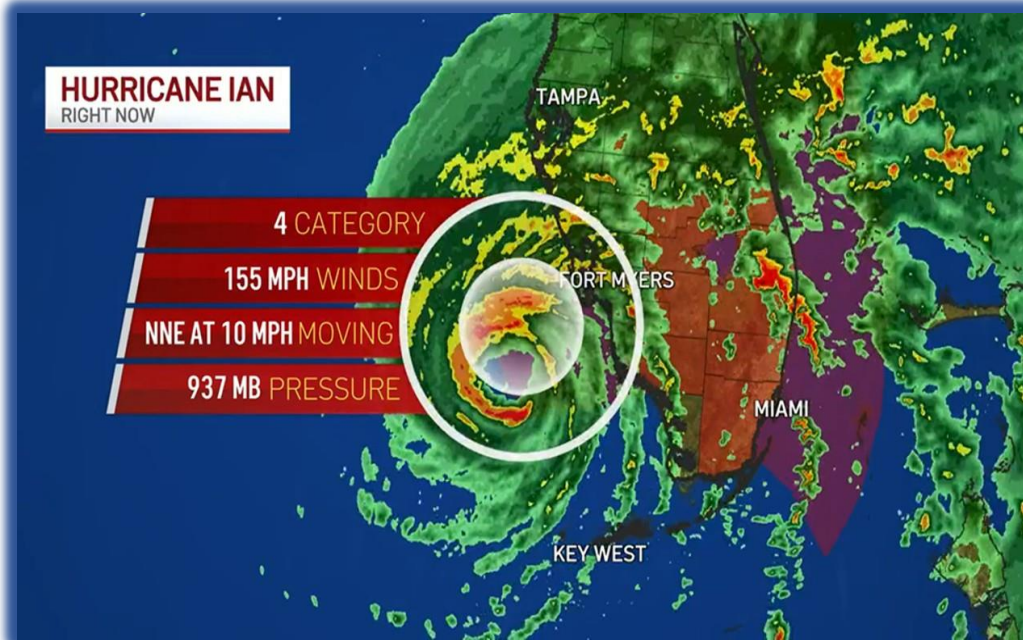 HURRICANE IAN
RIGHT NOW
TAMPA
4 CATEGORY
155 MPH WINDS
FORT MYERS
NNE AT 10 MPH MOVING
937 MB PRESSURE
MIAMI
KEY WEST